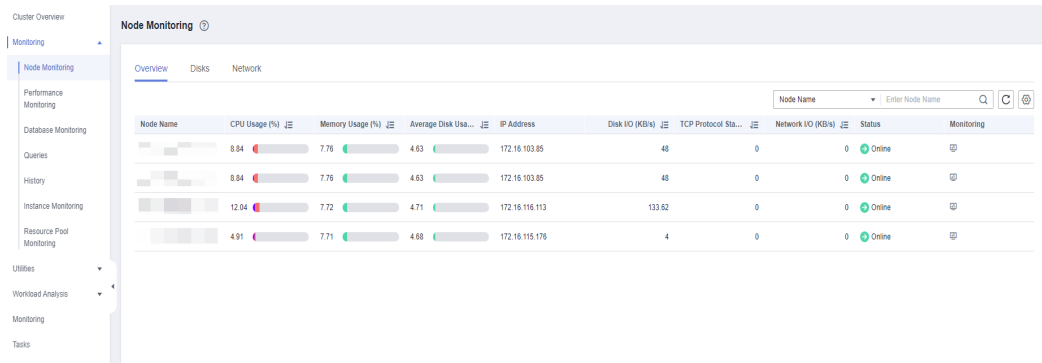 Cluster Overview
Monitoring
Node Monitoring
Performance
Monitoring
Database Monitoring
Queries
History
Instance Monitoring
Resource Pool
Monitoring
Utilities
Workload Analysis
Monitoring
Tasks
Node Monitoring ?
Overview Disks Network
Node Name Enter Node Name
Node Name CPU Usage (%) Memory Usage (%) Average Disk Usa... IP Address Disk I/O (KB/s) TCP Protocol Sta... Network I/O (KB/s) Status Monitoring
8.84 7.76 4.63 172.16.103.85 48 0 0 Online
8.84 7.76 4.63 172.16.103.85 48 0 0 Online
12.04 7.72 4.71 172.16.116.113 133.62 0 0 Online
4.91 7.71 4.68 172.16.115.176 4 0 0 Online